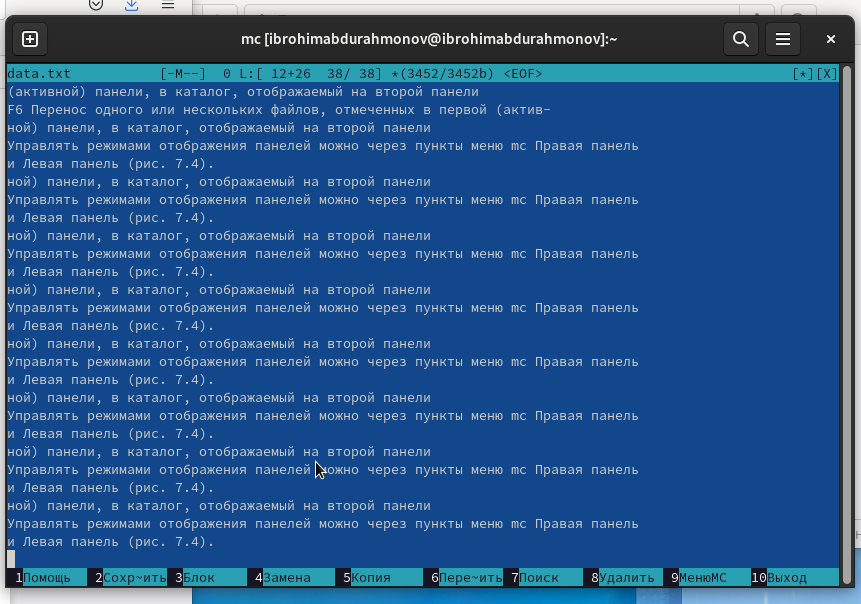 mc [ibrohimabdurahmonov@ibrohimabdurahmonov]:~
data.txt [-M--] 0 L:[ 12+26 38/ 38] *(3452/3452b) <EOF> [*][X]
(активной) панели, в каталог, отображаемый на второй панели
F6 Перенос одного или нескольких файлов, отмеченных в первой (актив-
ной) панели, в каталог, отображаемый на второй панели
Управлять режимами отображения панелей можно через пункты меню mc Правая панель
и Левая панель (рис. 7.4).
ной) панели, в каталог, отображаемый на второй панели
Управлять режимами отображения панелей можно через пункты меню mc Правая панель
и Левая панель (рис. 7.4).
ной) панели, в каталог, отображаемый на второй панели
Управлять режимами отображения панелей можно через пункты меню mc Правая панель
и Левая панель (рис. 7.4).
ной) панели, в каталог, отображаемый на второй панели
Управлять режимами отображения панелей можно через пункты меню mc Правая панель
и Левая панель (рис. 7.4).
ной) панели, в каталог, отображаемый на второй панели
Управлять режимами отображения панелей можно через пункты меню mc Правая панель
и Левая панель (рис. 7.4).
ной) панели, в каталог, отображаемый на второй панели
Управлять режимами отображения панелей можно через пункты меню mc Правая панель
и Левая панель (рис. 7.4).
ной) панели, в каталог, отображаемый на второй панели
Управлять режимами отображения панелей можно через пункты меню mc Правая панель
и Левая панель (рис. 7.4).
ной) панели, в каталог, отображаемый на второй панели
Управлять режимами отображения панелей можно через пункты меню mc Правая панель
и Левая панель (рис. 7.4).
1Помощь 2Сохр~ить 3Блок 4Замена 5Копия 6Пере~ить 7Поиск 8Удалить 9МенюMC 10Выход